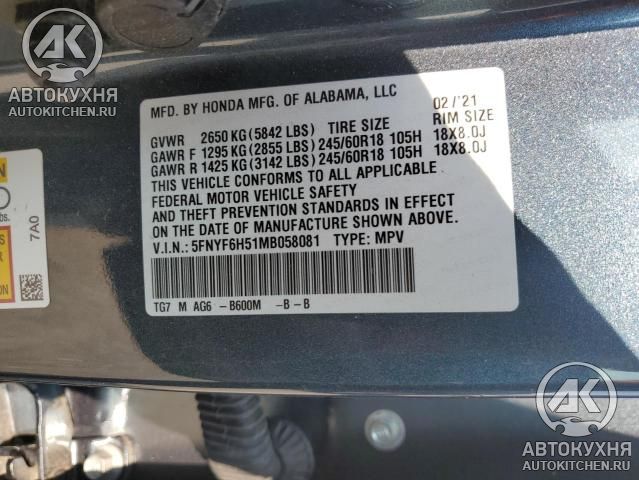 АВТОКУХНЯ
AUTOKITCHEN.RU
MFD. BY HONDA MFG. OF ALABAMA, LLC 02/'21
GVWR 2650 KG (5842 LBS) TIRE SIZE RIM SIZE
GAWR F 1295 KG (2855 LBS) 245/60R18 105H 18X8.0J
GAWR R 1425 KG (3142 LBS) 245/60R18 105H 18X8.0J
THIS VEHICLE CONFORMS TO ALL APPLICABLE
FEDERAL MOTOR VEHICLE SAFETY
AND THEFT PREVENTION STANDARDS IN EFFECT
ON THE DATE OF MANUFACTURE SHOWN ABOVE.
V.I.N.: 5FNYF6H51MB058081 TYPE: MPV
TG7 M AG6 -B600M -B-B
7A0
lbs.
АВТОКУХНЯ
AUTOKITCHEN.RU